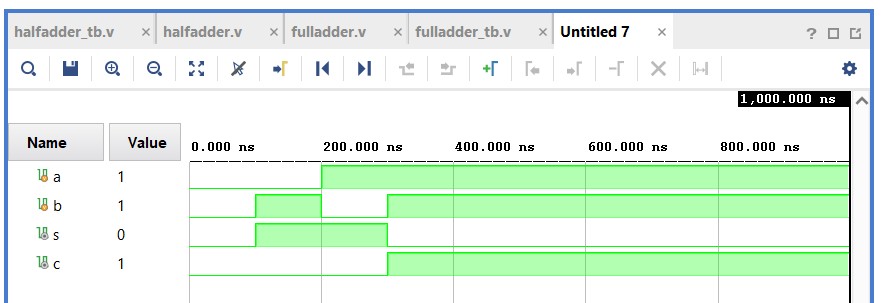 halfadder_tb.v × halfadder.v × fulladder.v × fulladder_tb.v × Untitled 7 × ?
1,000.000 ns
Name Value 0.000 ns 200.000 ns 400.000 ns 600.000 ns 800.000 ns
a 1
b 1
s 0
c 1